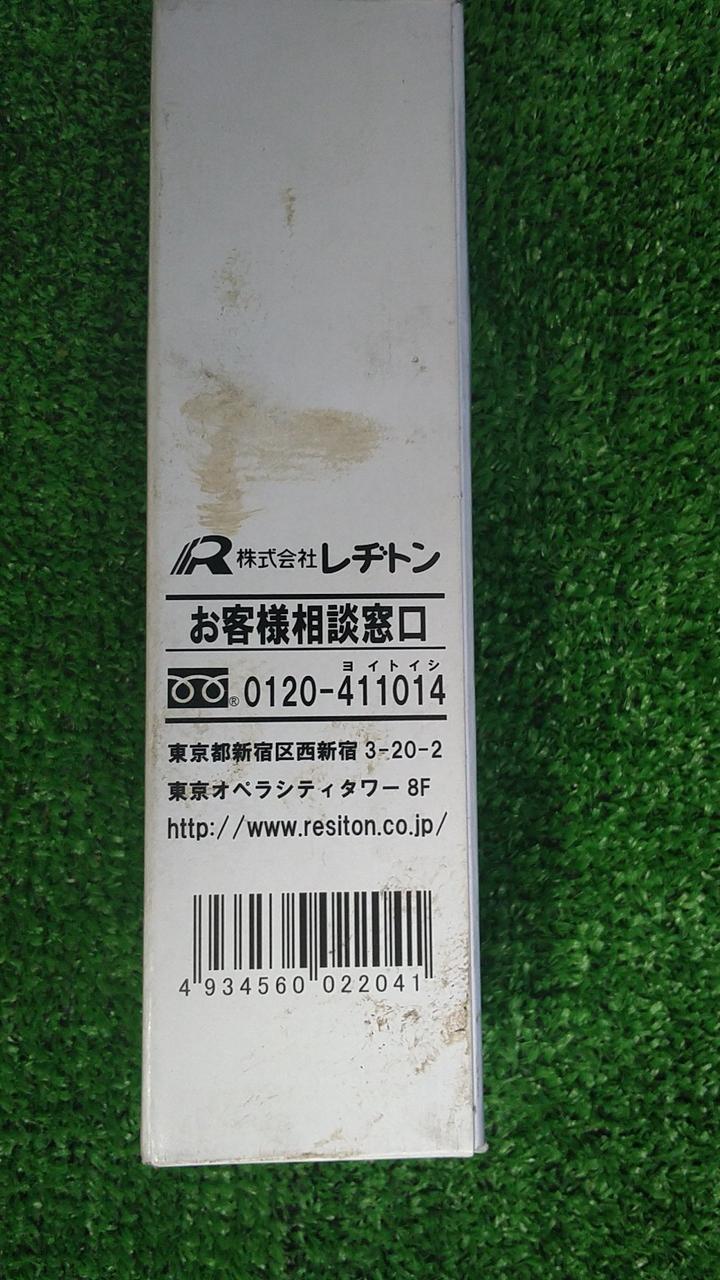 株式会社レヂトン
お客様相談窓口
ヨイトイシ
® 0120-411014
東京都新宿区西新宿 3-20-2
東京オペラシティタワー 8F
http://www.resiton.co.jp/
4 934560 022041